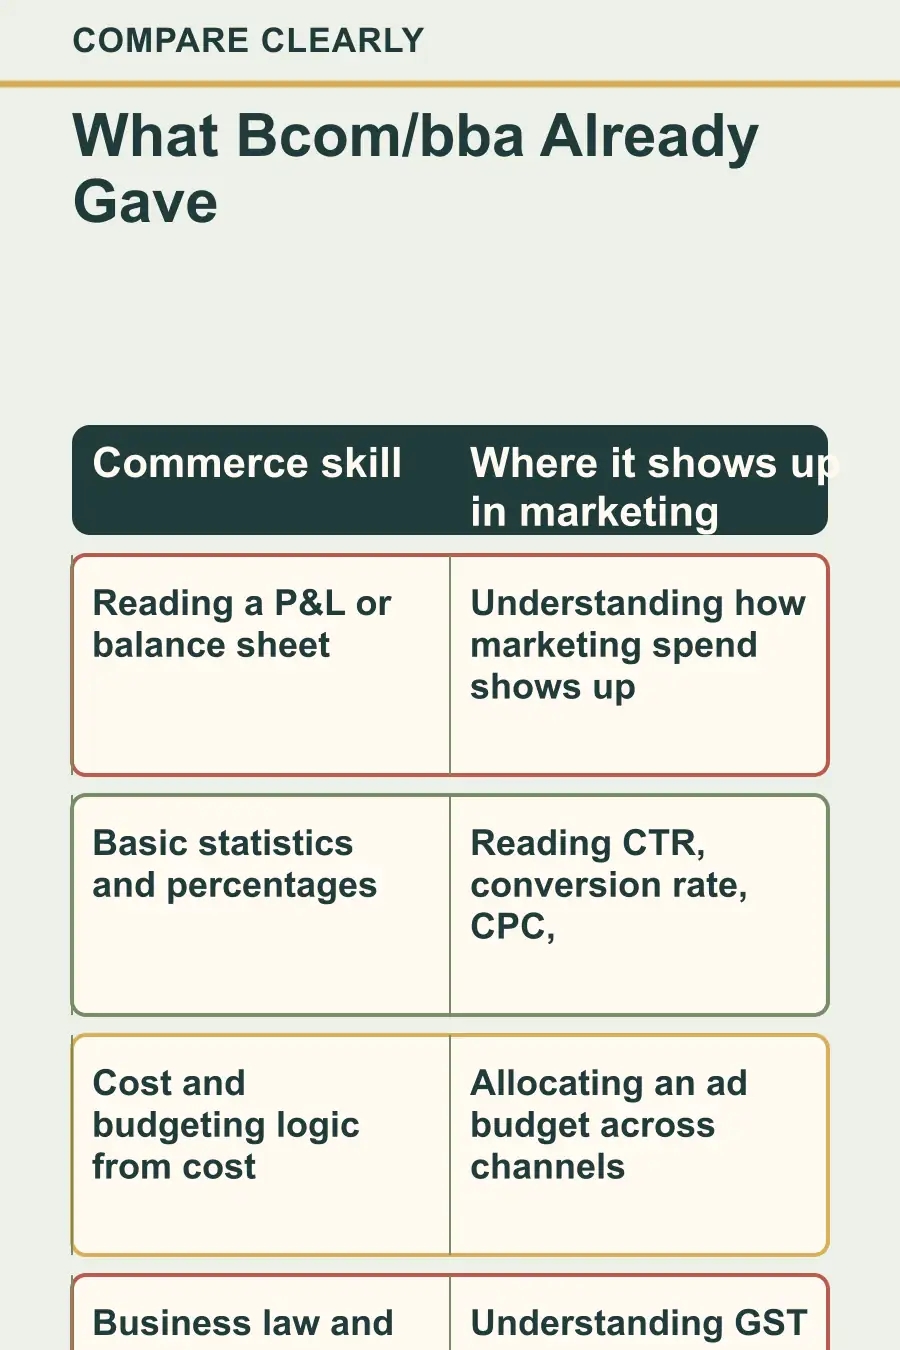 COMPARE CLEARLY
What Bcom/bba Already
Gave
Commerce skill
Where it shows up
in marketing
Reading a P&L or
balance sheet
Understanding how
marketing spend
shows up
Basic statistics
and percentages
Reading CTR,
conversion rate,
CPC,
Cost and
budgeting logic
from cost
Allocating an ad
budget across
channels
Business law and
Understanding GST